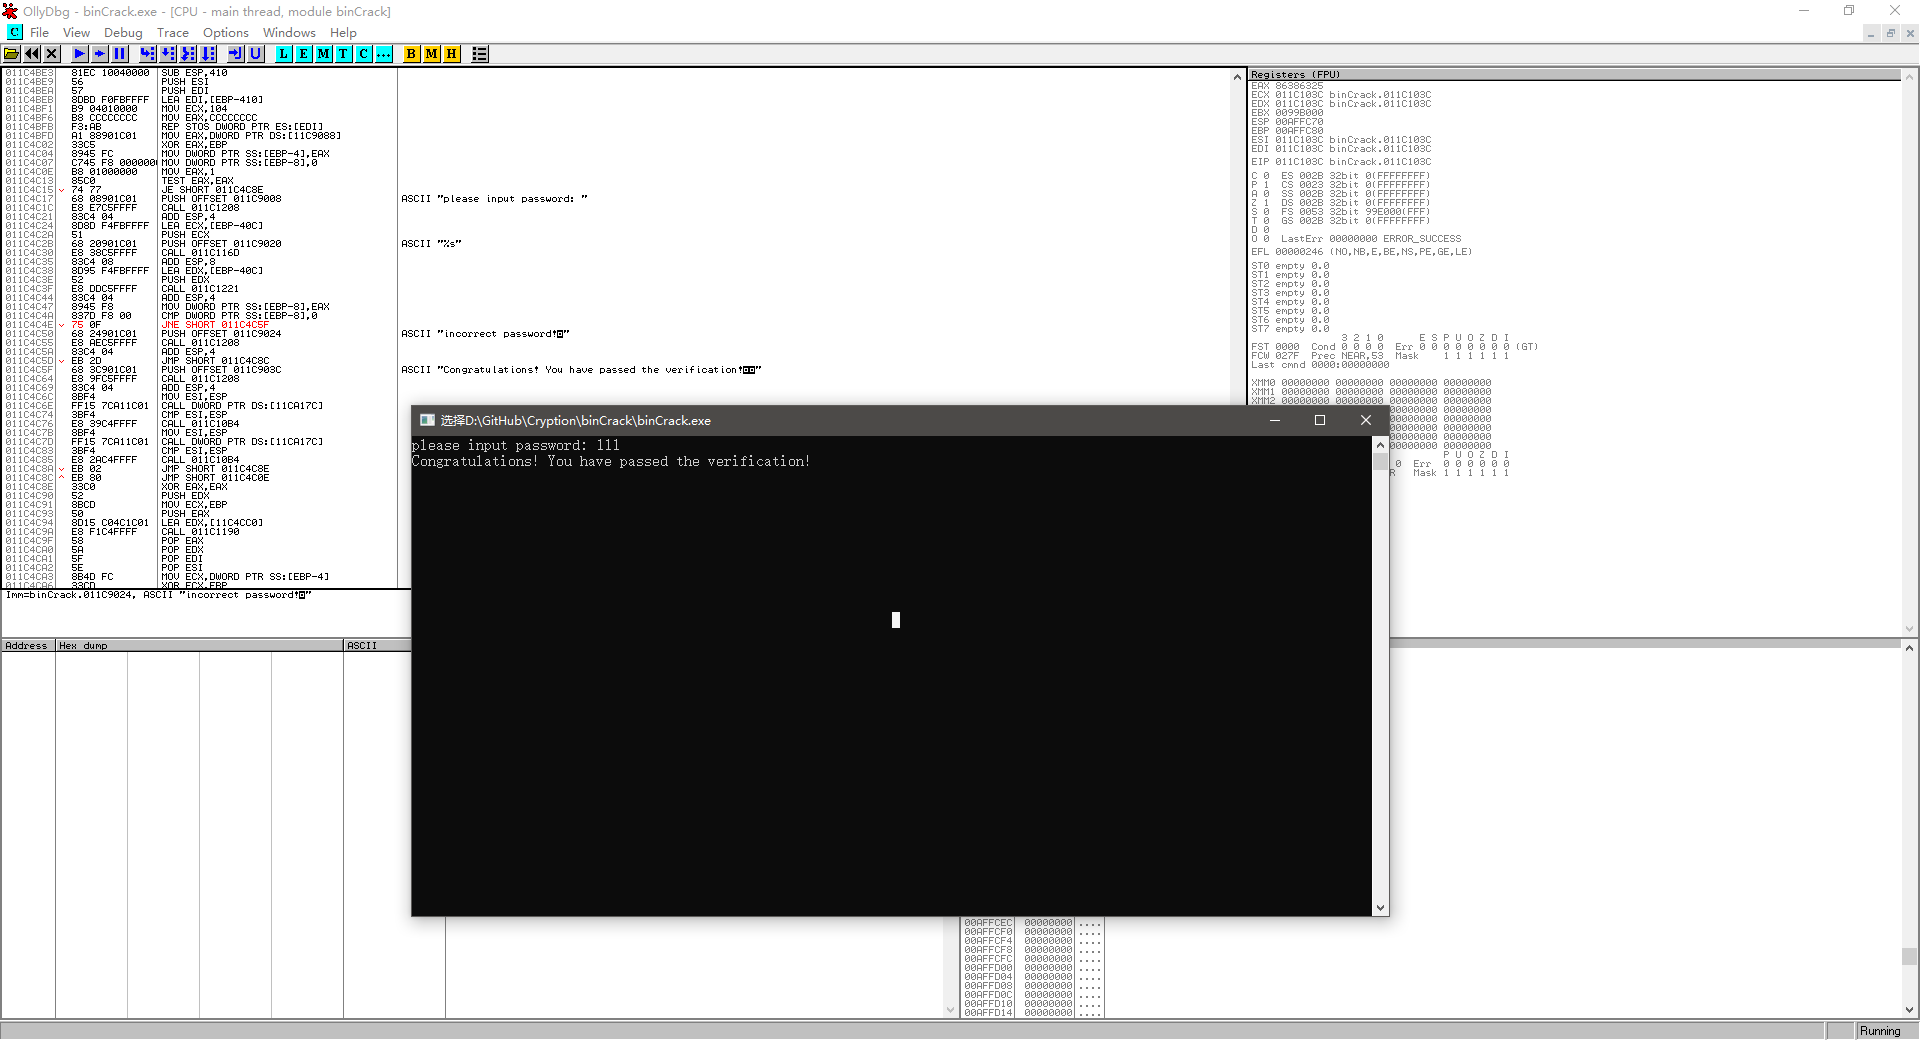 OllyDbg - binCrack.exe - [CPU - main thread, module binCrack]
C File View Debug Trace Options Windows Help
L E M T C ... B M H
011C4BE3 81EC 10040000 SUB ESP,410
011C4BE9 56 PUSH ESI
011C4BEA 57 PUSH EDI
011C4BEB 8DBD F0FBFFFF LEA EDI,[EBP-410]
011C4BF1 B9 04010000 MOV ECX,104
011C4BF6 B8 CCCCCCCC MOV EAX,CCCCCCCC
011C4BFB F3:AB REP STOS DWORD PTR ES:[EDI]
011C4BFD A1 88901C01 MOV EAX,DWORD PTR DS:[11C9088]
011C4C02 33C5 XOR EAX,EBP
011C4C04 8945 FC MOV DWORD PTR SS:[EBP-4],EAX
011C4C07 C745 F8 0000000 MOV DWORD PTR SS:[EBP-8],0
011C4C0E B8 01000000 MOV EAX,1
011C4C13 85C0 TEST EAX,EAX
011C4C15 74 77 JE SHORT 011C4C8E
011C4C17 68 08901C01 PUSH OFFSET 011C9008 ASCII "please input password: "
011C4C1C E8 E7C5FFFF CALL 011C1208
011C4C21 83C4 04 ADD ESP,4
011C4C24 8D8D F4FBFFFF LEA ECX,[EBP-40C]
011C4C2A 51 PUSH ECX
011C4C2B 68 20901C01 PUSH OFFSET 011C9020 ASCII "%s"
011C4C30 E8 38C5FFFF CALL 011C116D
011C4C35 83C4 08 ADD ESP,8
011C4C38 8D95 F4FBFFFF LEA EDX,[EBP-40C]
011C4C3E 52 PUSH EDX
011C4C3F E8 DDC5FFFF CALL 011C1221
011C4C44 83C4 04 ADD ESP,4
011C4C47 8945 F8 MOV DWORD PTR SS:[EBP-8],EAX
011C4C4A 837D F8 00 CMP DWORD PTR SS:[EBP-8],0
011C4C4E 75 0F JNE SHORT 011C4C5F
011C4C50 68 24901C01 PUSH OFFSET 011C9024 ASCII "incorrect password!"
011C4C55 E8 AEC5FFFF CALL 011C1208
011C4C5A 83C4 04 ADD ESP,4
011C4C5D EB 2D JMP SHORT 011C4C8C
011C4C5F 68 3C901C01 PUSH OFFSET 011C903C ASCII "Congratulations! You have passed the verification!"
011C4C64 E8 9FC5FFFF CALL 011C1208
011C4C69 83C4 04 ADD ESP,4
011C4C6C 8BF4 MOV ESI,ESP
011C4C6E FF15 7CA11C01 CALL DWORD PTR DS:[11CA17C]
011C4C74 3BF4 CMP ESI,ESP
011C4C76 E8 39C4FFFF CALL 011C10B4
011C4C7B 8BF4 MOV ESI,ESP
011C4C7D FF15 7CA11C01 CALL DWORD PTR DS:[11CA17C]
011C4C83 3BF4 CMP ESI,ESP
011C4C85 E8 2AC4FFFF CALL 011C10B4
011C4C8A EB 02 JMP SHORT 011C4C8E
011C4C8C EB 80 JMP SHORT 011C4C0E
011C4C8E 33C0 XOR EAX,EAX
011C4C90 52 PUSH EDX
011C4C91 8BCD MOV ECX,EBP
011C4C93 50 PUSH EAX
011C4C94 8D15 C04C1C01 LEA EDX,[11C4CC0]
011C4C9A E8 F1C4FFFF CALL 011C1190
011C4C9F 58 POP EAX
011C4CA0 5A POP EDX
011C4CA1 5F POP EDI
011C4CA2 5E POP ESI
011C4CA3 8B4D FC MOV ECX,DWORD PTR SS:[EBP-4]
011C4CA6 33CD XOR ECX,EBP
Imm=binCrack.011C9024, ASCII "incorrect password!"
Registers (FPU)
EAX 86386325
ECX 011C103C binCrack.011C103C
EDX 011C103C binCrack.011C103C
EBX 0099B000
ESP 00AFFC70
EBP 00AFFC80
ESI 011C103C binCrack.011C103C
EDI 011C103C binCrack.011C103C
EIP 011C103C binCrack.011C103C
C 0 ES 002B 32bit 0(FFFFFFFF)
P 1 CS 0023 32bit 0(FFFFFFFF)
A 0 SS 002B 32bit 0(FFFFFFFF)
Z 1 DS 002B 32bit 0(FFFFFFFF)
S 0 FS 0053 32bit 99E000(FFF)
T 0 GS 002B 32bit 0(FFFFFFFF)
D 0
O 0 LastErr 00000000 ERROR_SUCCESS
EFL 00000246 (NO,NB,E,BE,NS,PE,GE,LE)
ST0 empty 0.0
ST1 empty 0.0
ST2 empty 0.0
ST3 empty 0.0
ST4 empty 0.0
ST5 empty 0.0
ST6 empty 0.0
ST7 empty 0.0
3 2 1 0 E S P U O Z D I
FST 0000 Cond 0 0 0 0 Err 0 0 0 0 0 0 0 0 (GT)
FCW 027F Prec NEAR,53 Mask 1 1 1 1 1 1
Last cmnd 0000:00000000
XMM0 00000000 00000000 00000000 00000000
XMM1 00000000 00000000 00000000 00000000
XMM2 00000000 00000000 00000000 00000000
00000000
00000000
00000000
00000000
00000000
P U O Z D I
0 Err 0 0 0 0 0 0
R Mask 1 1 1 1 1 1
选择D:\GitHub\Cryption\binCrack\binCrack.exe
please input password: 111
Congratulations! You have passed the verification!
Address Hex dump ASCII
00AFFCEC 00000000 ....
00AFFCF0 00000000 ....
00AFFCF4 00000000 ....
00AFFCF8 00000000 ....
00AFFCFC 00000000 ....
00AFFD00 00000000 ....
00AFFD04 00000000 ....
00AFFD08 00000000 ....
00AFFD0C 00000000 ....
00AFFD10 00000000 ....
00AFFD14 00000000 ....
Running